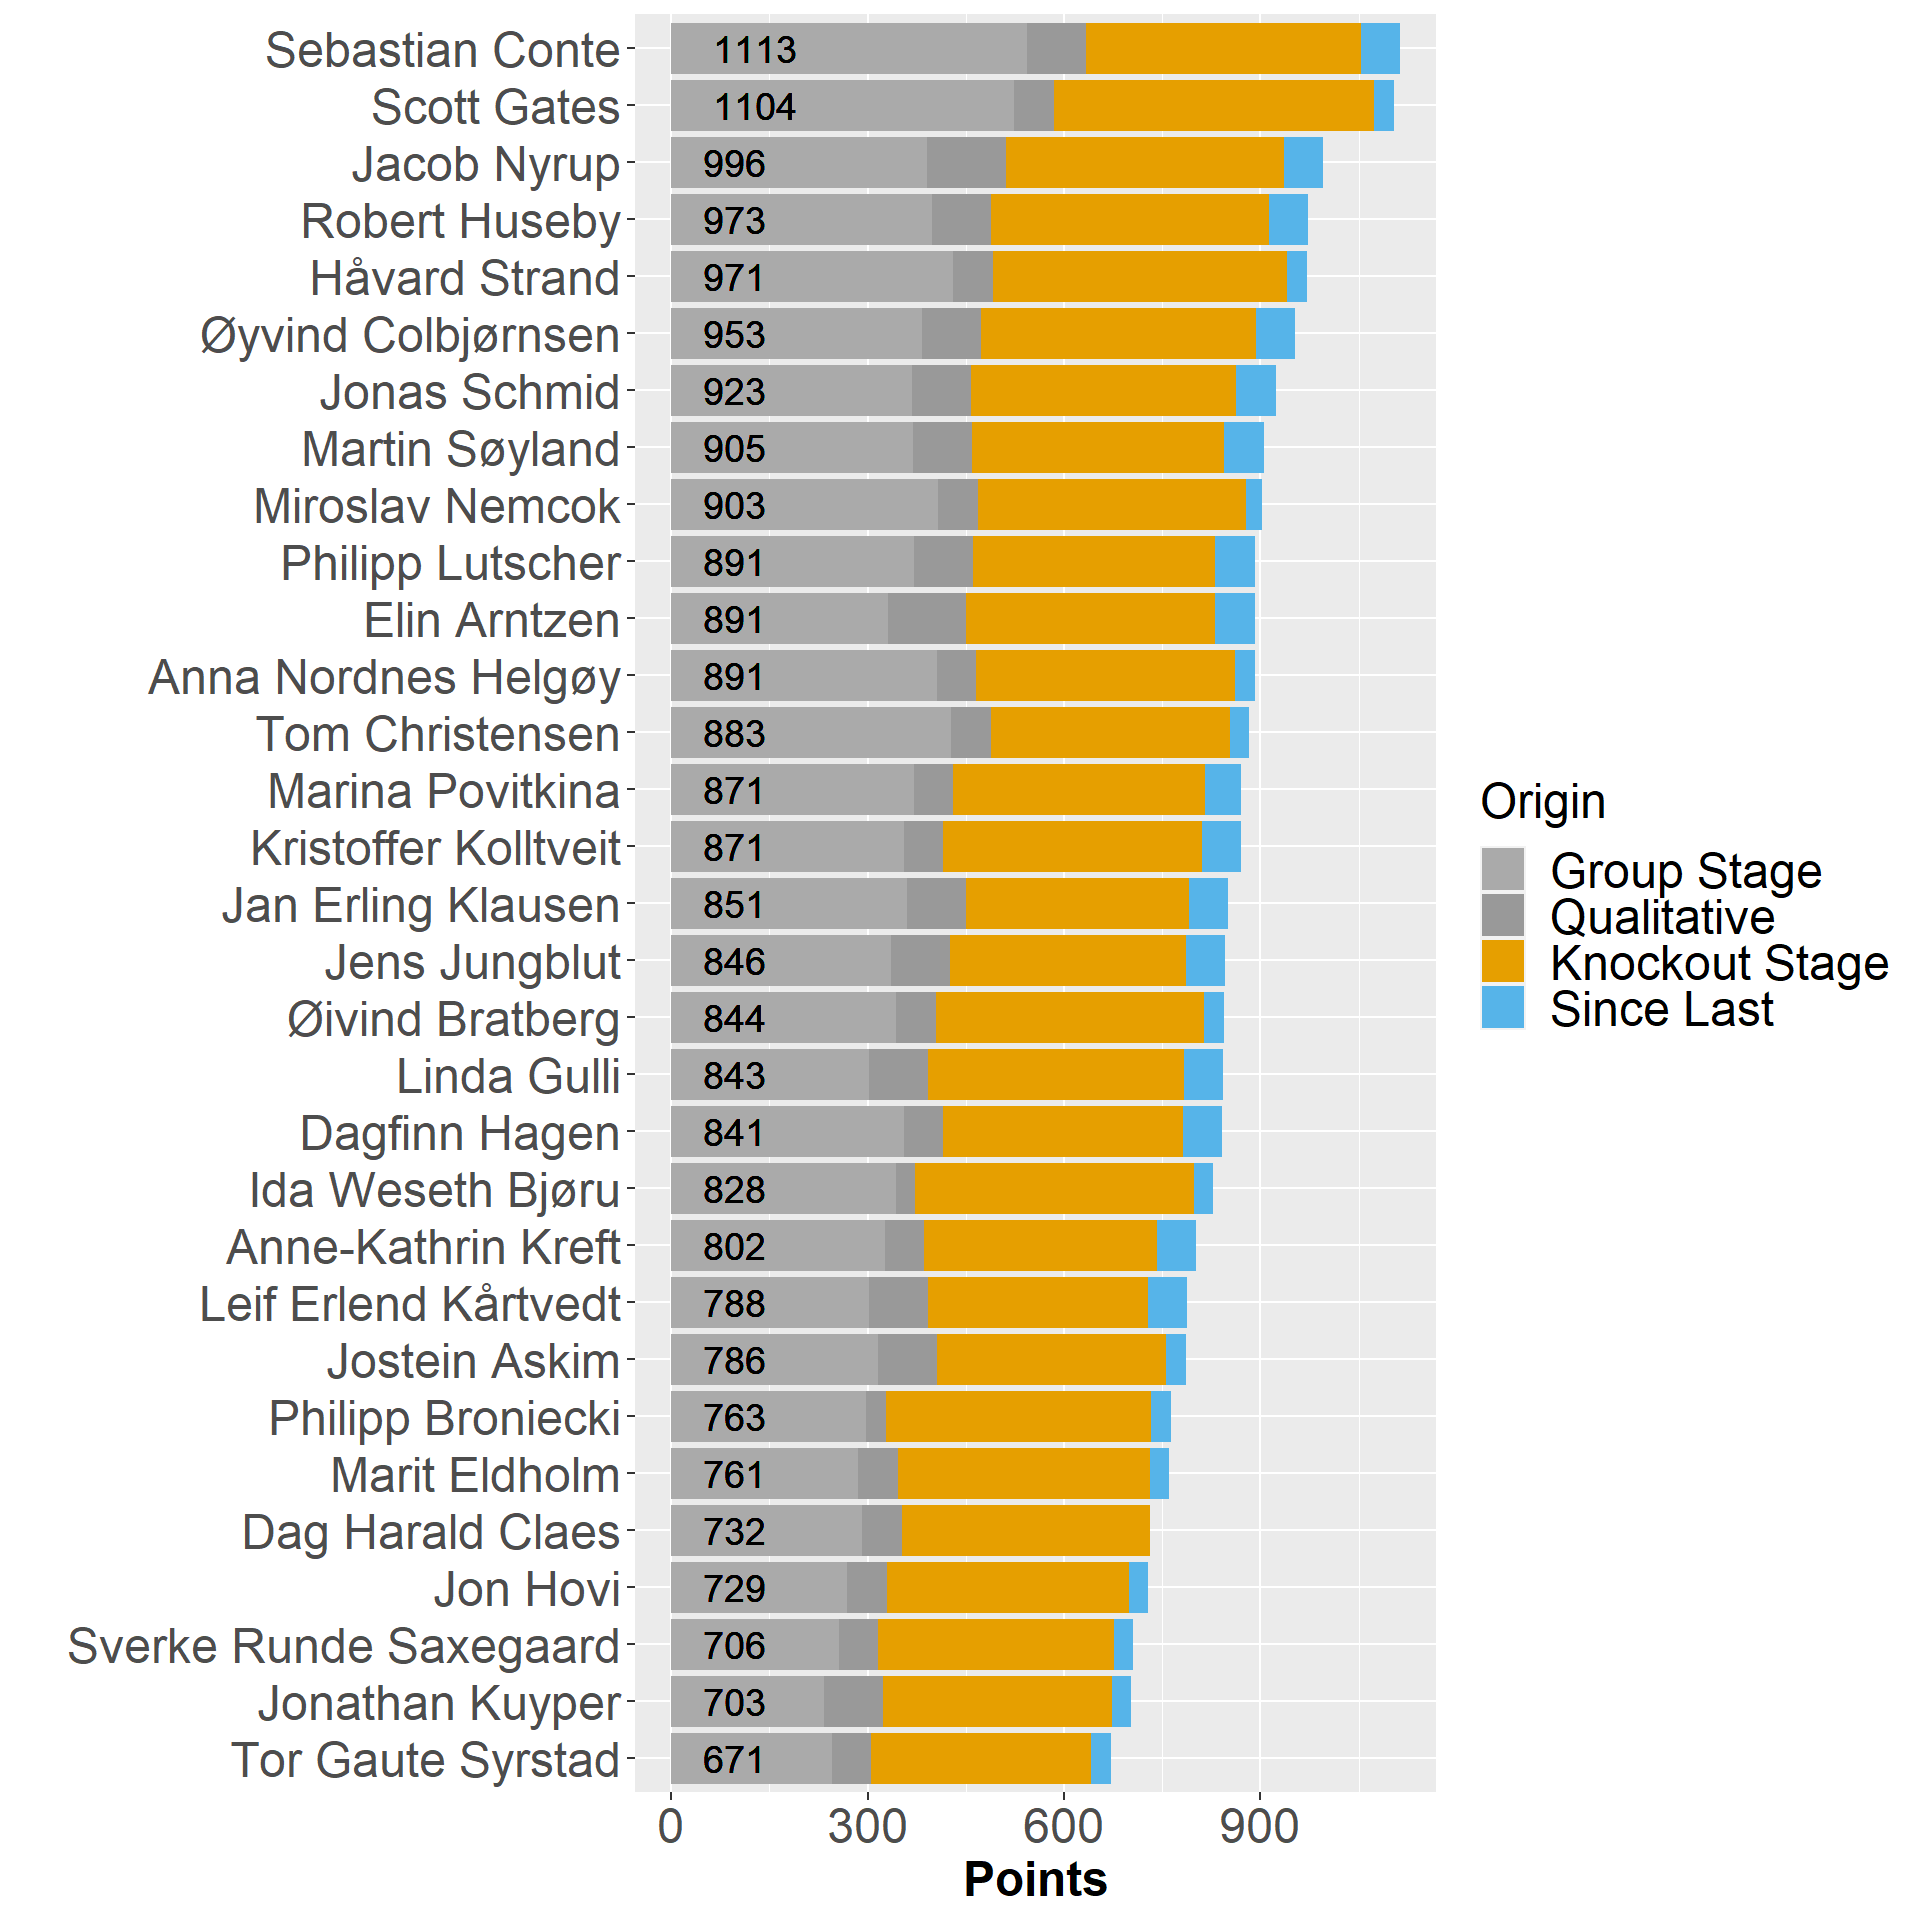 Sebastian Conte 1113
Scott Gates 1104
Jacob Nyrup 996
Robert Huseby 973
Håvard Strand 971
Øyvind Colbjørnsen 953
Jonas Schmid 923
Martin Søyland 905
Miroslav Nemcok 903
Philipp Lutscher 891
Elin Arntzen 891
Anna Nordnes Helgøy 891
Tom Christensen 883
Marina Povitkina 871
Kristoffer Kolltveit 871
Jan Erling Klausen 851
Jens Jungblut 846
Øivind Bratberg 844
Linda Gulli 843
Dagfinn Hagen 841
Ida Weseth Bjøru 828
Anne-Kathrin Kreft 802
Leif Erlend Kårtvedt 788
Jostein Askim 786
Philipp Broniecki 763
Marit Eldholm 761
Dag Harald Claes 732
Jon Hovi 729
Sverke Runde Saxegaard 706
Jonathan Kuyper 703
Tor Gaute Syrstad 671
0 300 600 900
Points
Origin
Group Stage
Qualitative
Knockout Stage
Since Last